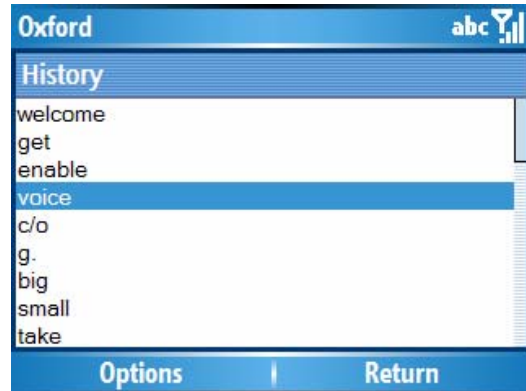 Oxford abc
History
welcome
get
enable
voice
c/o
g.
big
small
take
Options Return